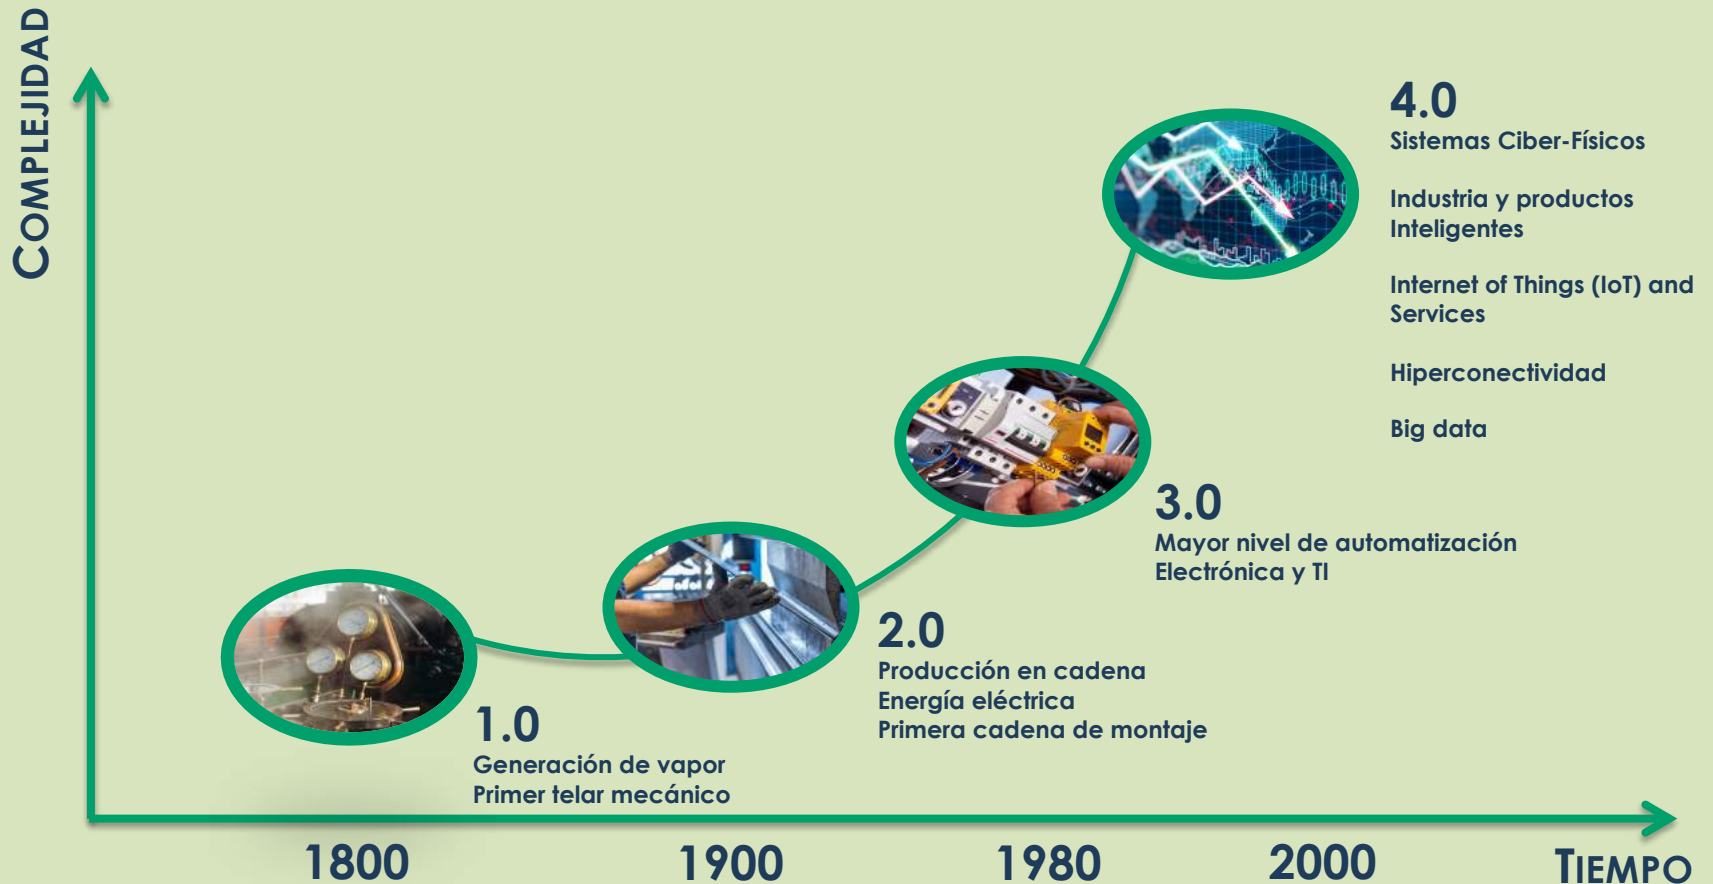 COMPLEJIDAD
4.0
Sistemas Ciber-Físicos
Industria y productos
Inteligentes
Internet of Things (IoT) and
Services
Hiperconectividad
Big data
3.0
Mayor nivel de automatización
Electrónica y TI
2.0
Producción en cadena
Energía eléctrica
Primera cadena de montaje
1.0
Generación de vapor
Primer telar mecánico
1800
1900
1980
2000
TIEMPO